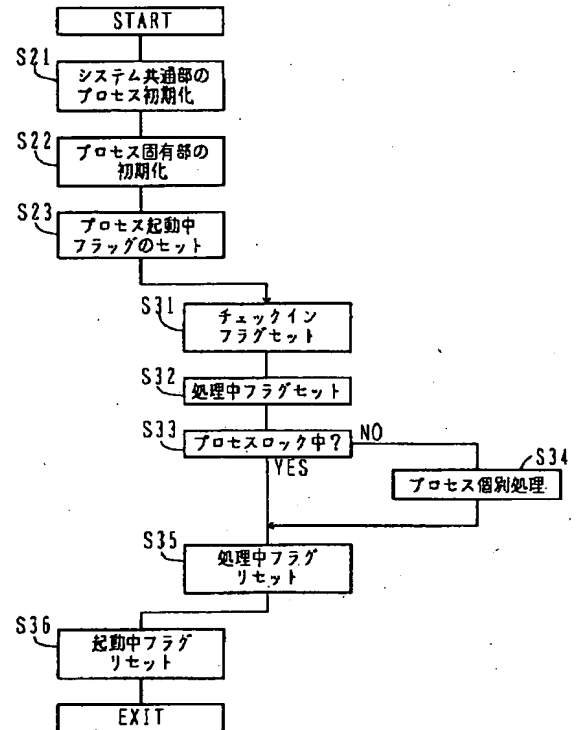 START
S21
システム共通部の
プロセス初期化
S22
プロセス固有部の
初期化
S23
プロセス起動中
フラッグのセット
S31
チェックイン
フラグセット
S32
処理中フラグセット
S33
プロセスロック中?
NO
YES
S34
プロセス個別処理
S35
処理中フラグ
リセット
S36
起動中フラグ
リセット
EXIT